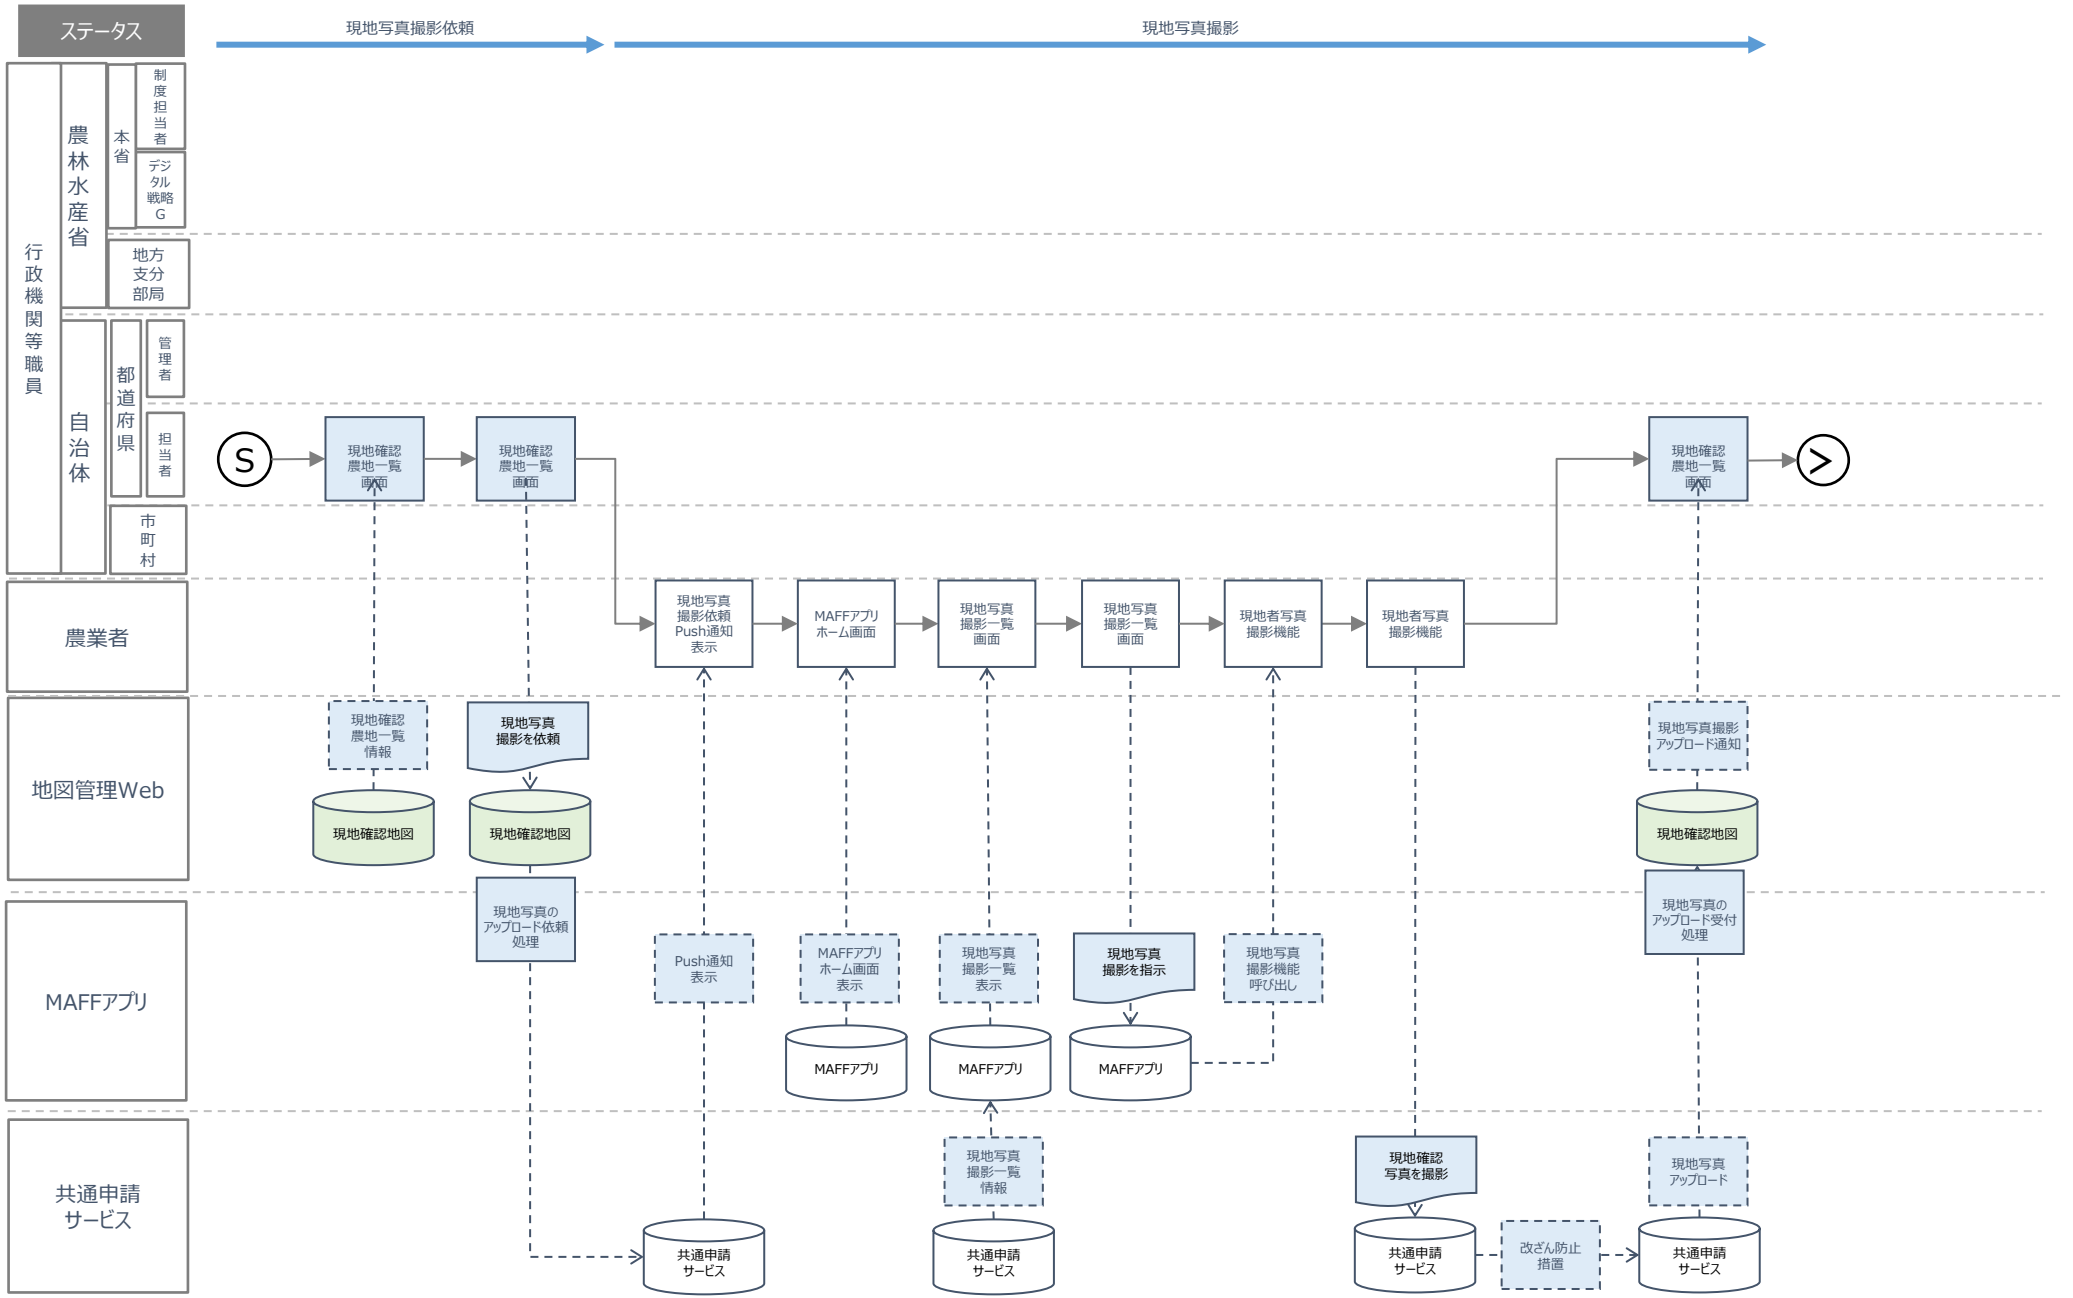 ステータス
現地写真撮影依頼
現地写真撮影
行政機関等職員
農林水産省
本省
制度担当者
デジ
タル
戦略
G
地方
支分
部局
自治体
都道府県
管理者
担当者
市町村
S
現地確認
農地一覧
画面
現地確認
農地一覧
画面
現地確認
農地一覧
画面
>
農業者
現地写真
撮影依頼
Push通知
表示
MAFFアプリ
ホーム画面
現地写真
撮影一覧
画面
現地写真
撮影一覧
画面
現地者写真
撮影機能
現地者写真
撮影機能
地図管理Web
現地確認
農地一覧
情報
現地写真
撮影を依頼
現地写真撮影
アップロード通知
現地確認地図
現地確認地図
現地確認地図
MAFFアプリ
現地写真の
アップロード依頼
処理
現地写真の
アップロード受付
処理
Push通知
表示
MAFFアプリ
ホーム画面
表示
現地写真
撮影一覧
表示
現地写真
撮影を指示
現地写真
撮影機能
呼び出し
MAFFアプリ
MAFFアプリ
MAFFアプリ
共通申請
サービス
現地写真
撮影一覧
情報
現地確認
写真を撮影
現地写真
アップロード
共通申請
サービス
共通申請
サービス
共通申請
サービス
改ざん防止
措置
共通申請
サービス